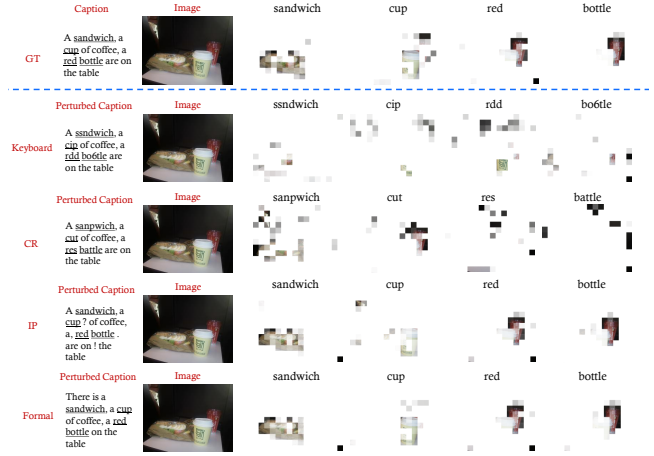 Caption Image sandwich cup red bottle
GT
A sandwich, a
cup of coffee, a
red bottle are on
the table
Perturbed Caption Image ssndwich cip rdd bo6tle
Keyboard
A ssndwich, a
cip of coffee, a
rdd bo6tle are
on the table
Perturbed Caption Image sanpwich cut res battle
CR
A sanpwich, a
cut of coffee, a
res battle are on
the table
Perturbed Caption Image sandwich cup red bottle
IP
A sandwich, a
cup ? of coffee,
a, red bottle .
are on ! the
table
Perturbed Caption Image sandwich cup red bottle
Formal
There is a
sandwich, a cup
of coffee, a red
bottle on the
table